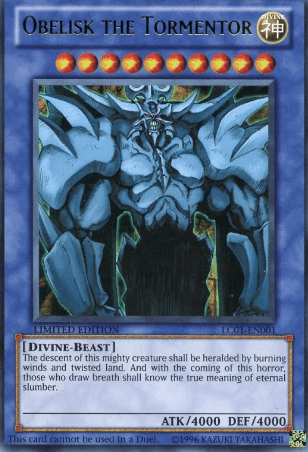 OBELISK THE TORMENTOR
DIVINE
神
LIMITED EDITION
LC01-EN001
[DIVINE-BEAST]
The descent of this mighty creature shall be heralded by burning
winds and twisted land. And with the coming of this horror,
those who draw breath shall know the true meaning of eternal
slumber.
ATK/4000 DEF/4000
This card cannot be used in a Duel. ©1996 KAZUKI TAKAHASHI